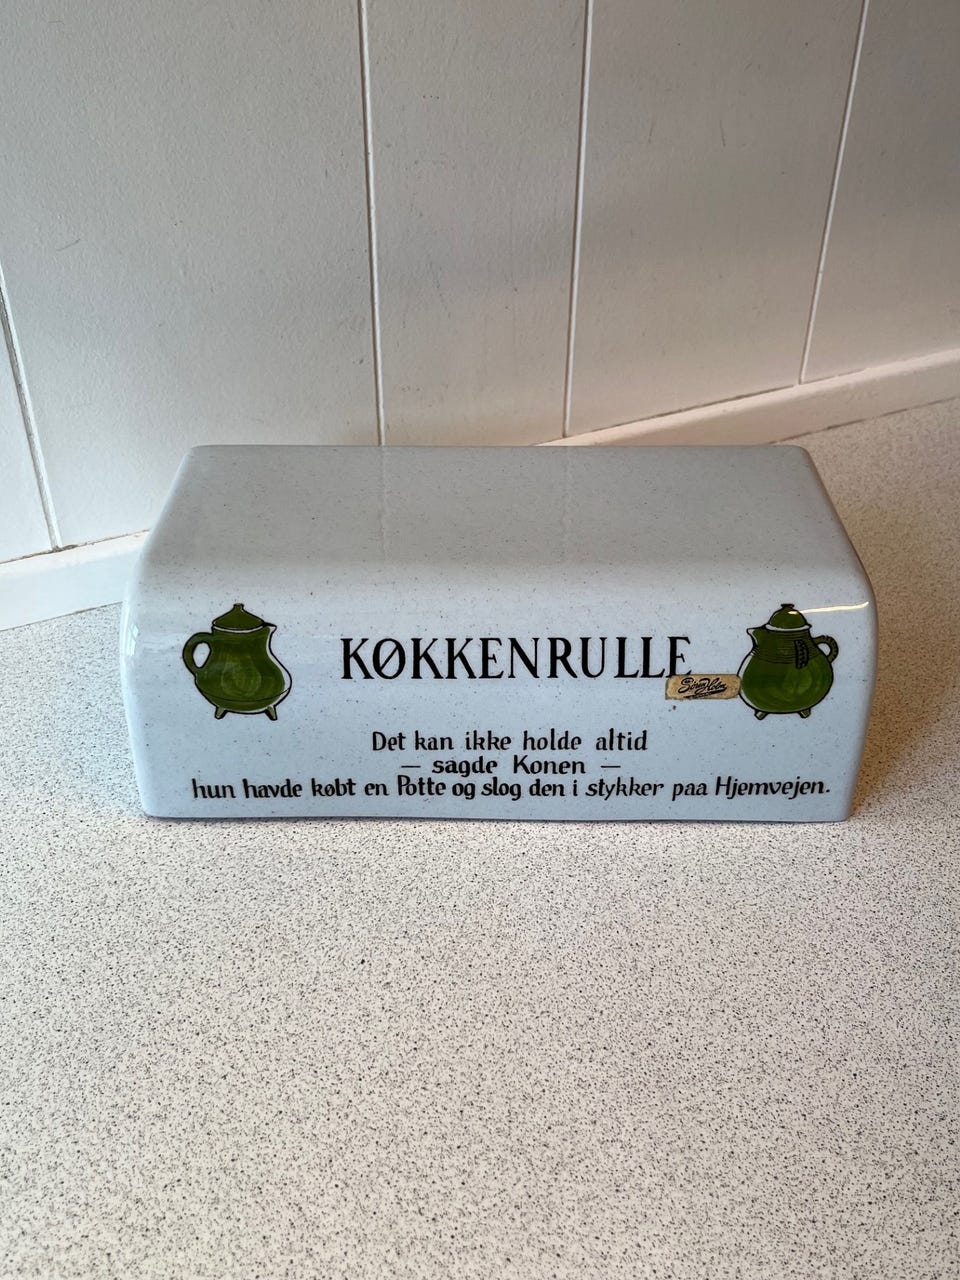 KØKKENRULLE
Søholm
Det kan ikke holde altid
— sagde Konen —
hun havde købt en Potte og slog den i stykker paa Hjemvejen.